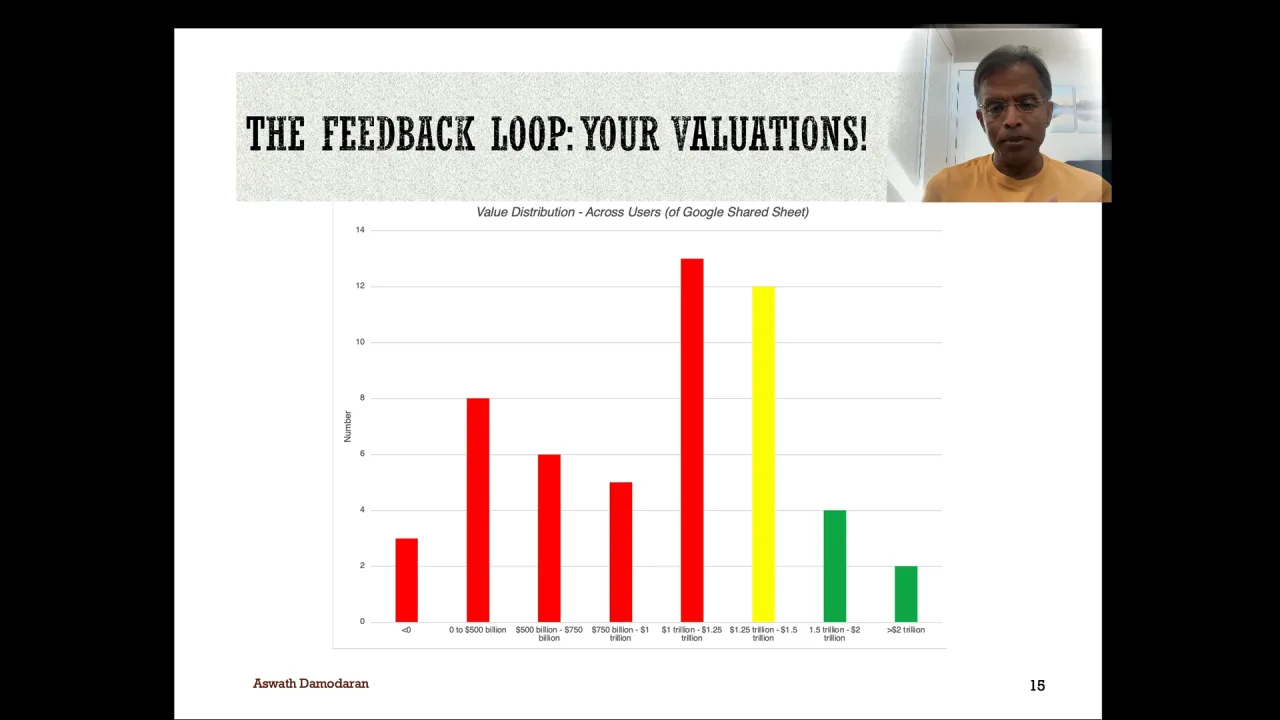 THE FEEDBACK LOOP: YOUR VALUATIONS!
Value Distribution - Across Users (of Google Shared Sheet)
14
12
10
8
6
4
2
0
Number
<0
0 to $500 billion
$500 billion - $750
billion
$750 billion - $1
trillion
$1 trillion - $1.25
trillion
$1.25 trillion - $1.5
trillion
1.5 trillion - $2
trillion
>$2 trillion
Aswath Damodaran
15